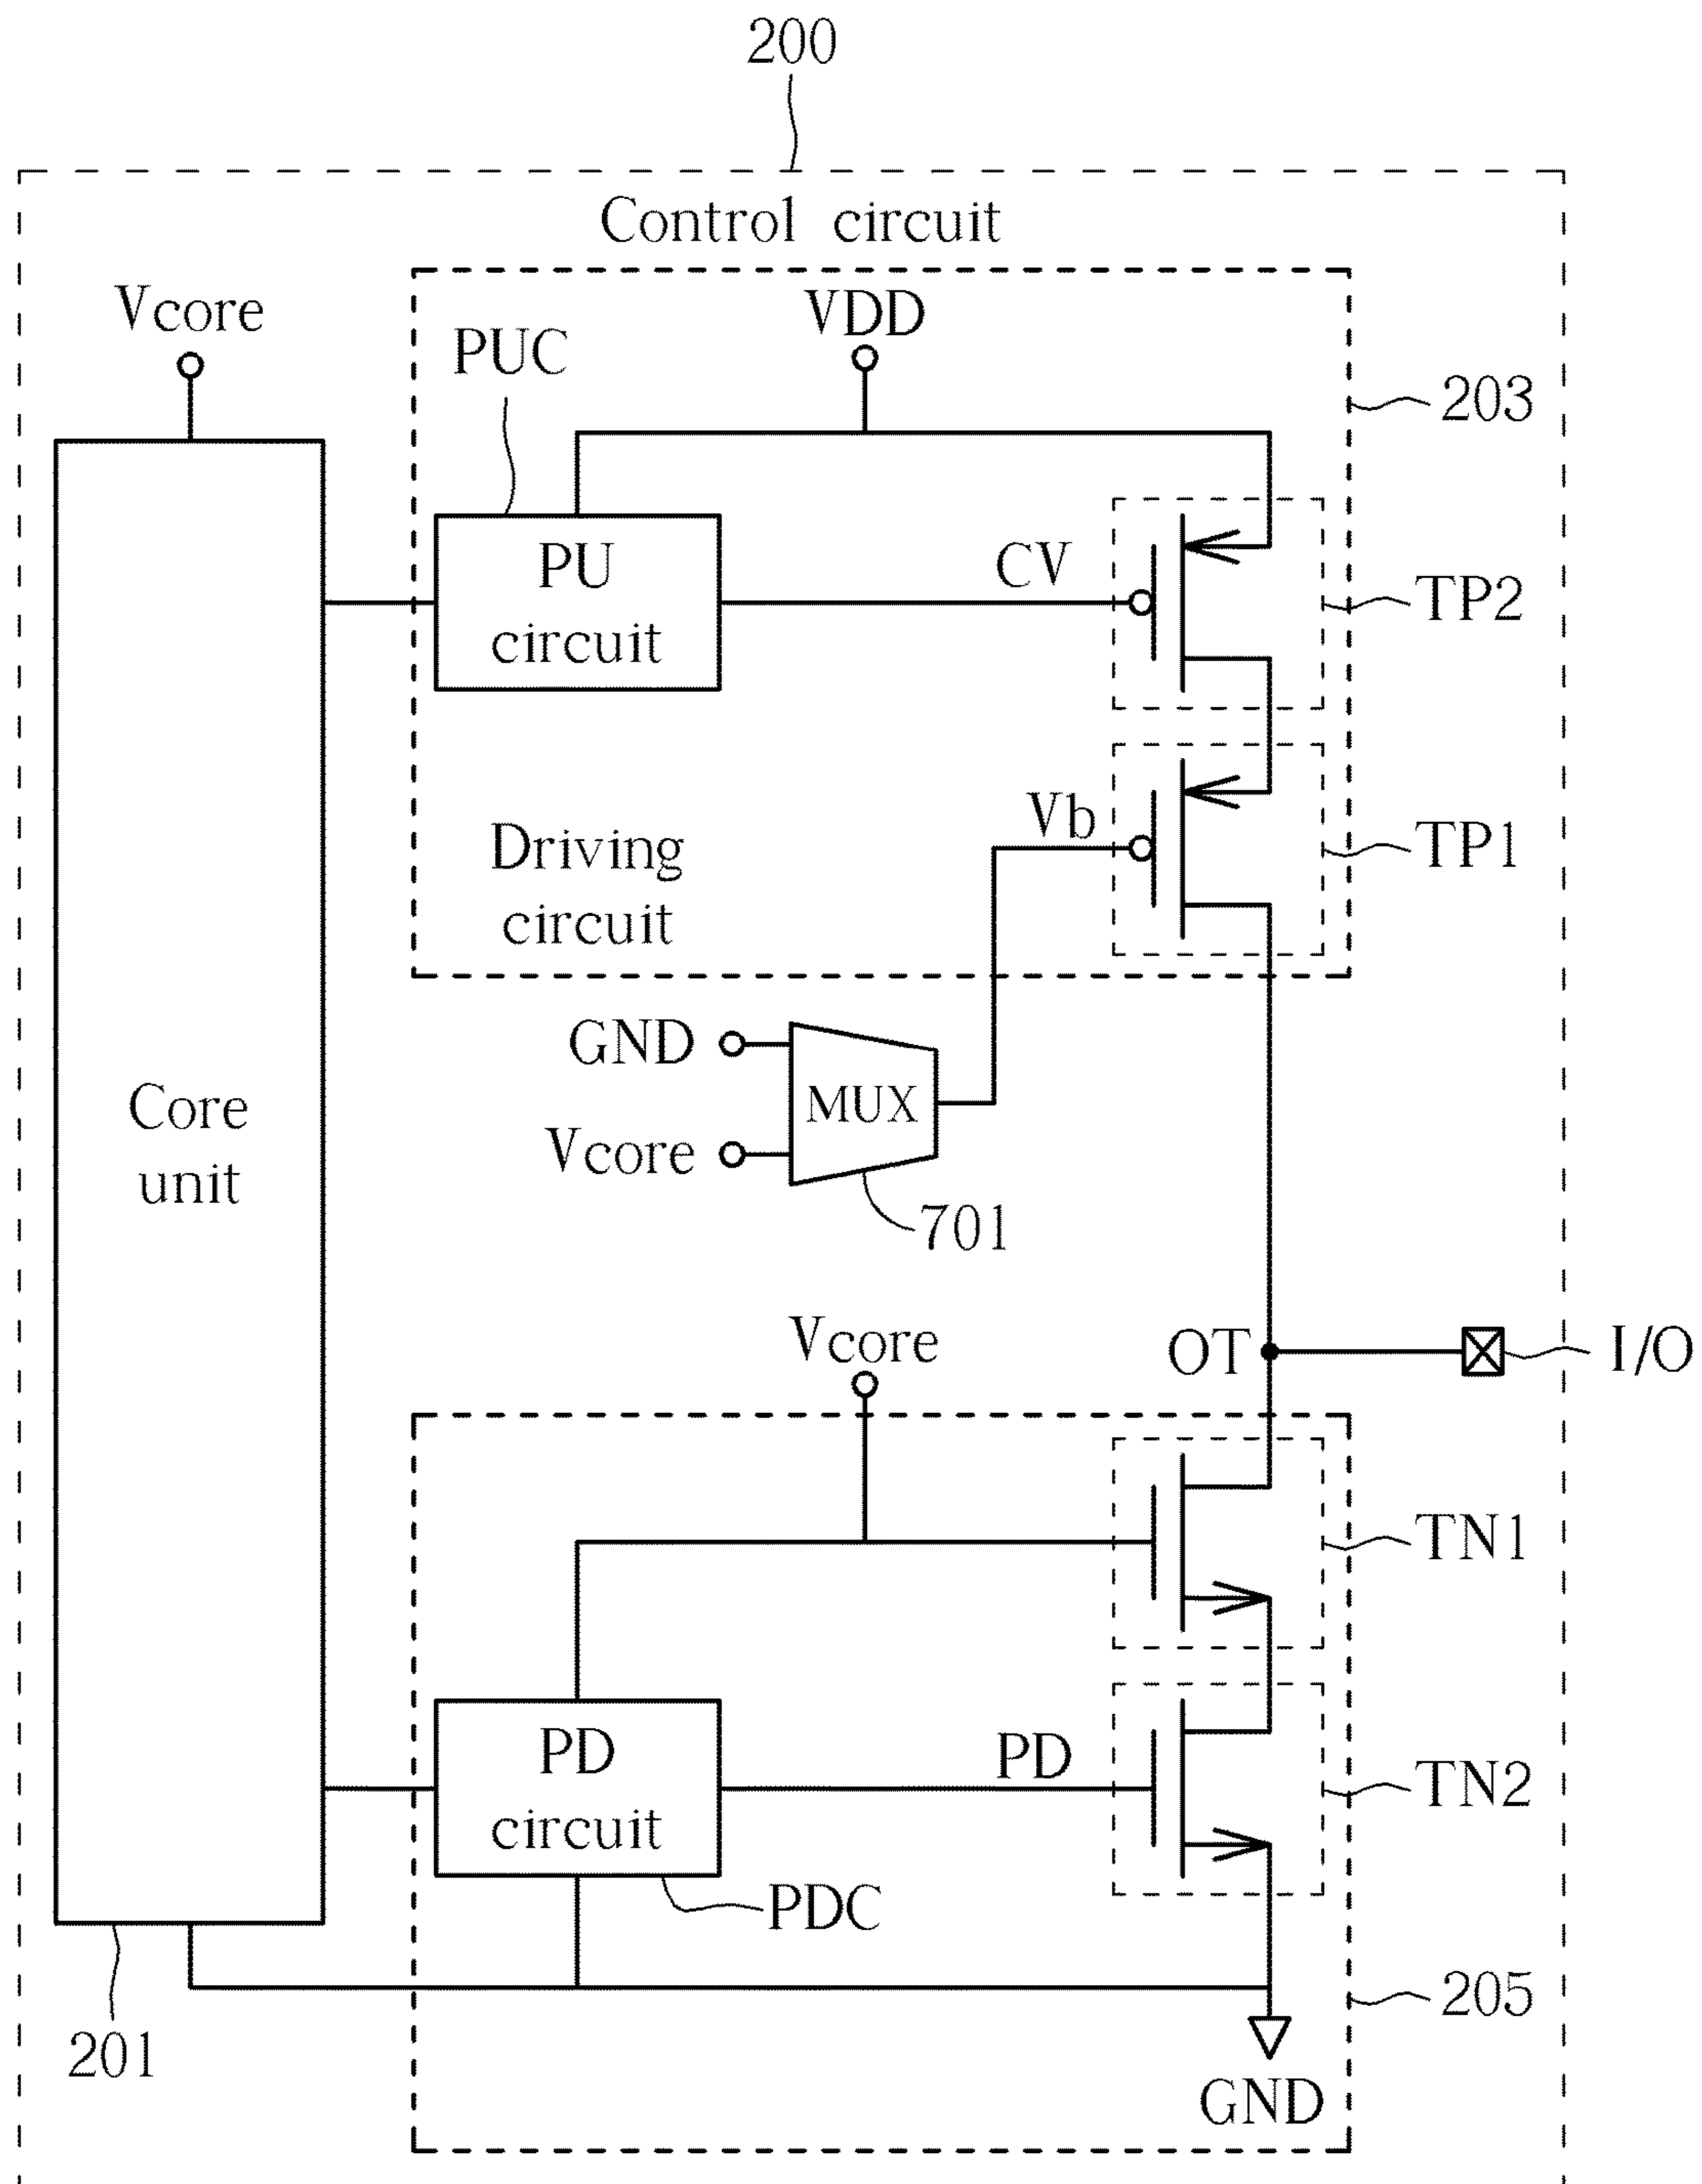 200
Control circuit
Vcore
PUC
VDD
203
PU
circuit
CV
TP2
Vb
TP1
Driving
circuit
GND
MUX
Vcore
701
Core
unit
Vcore
OT
I/O
TN1
PD
circuit
PD
TN2
PDC
201
205
GND